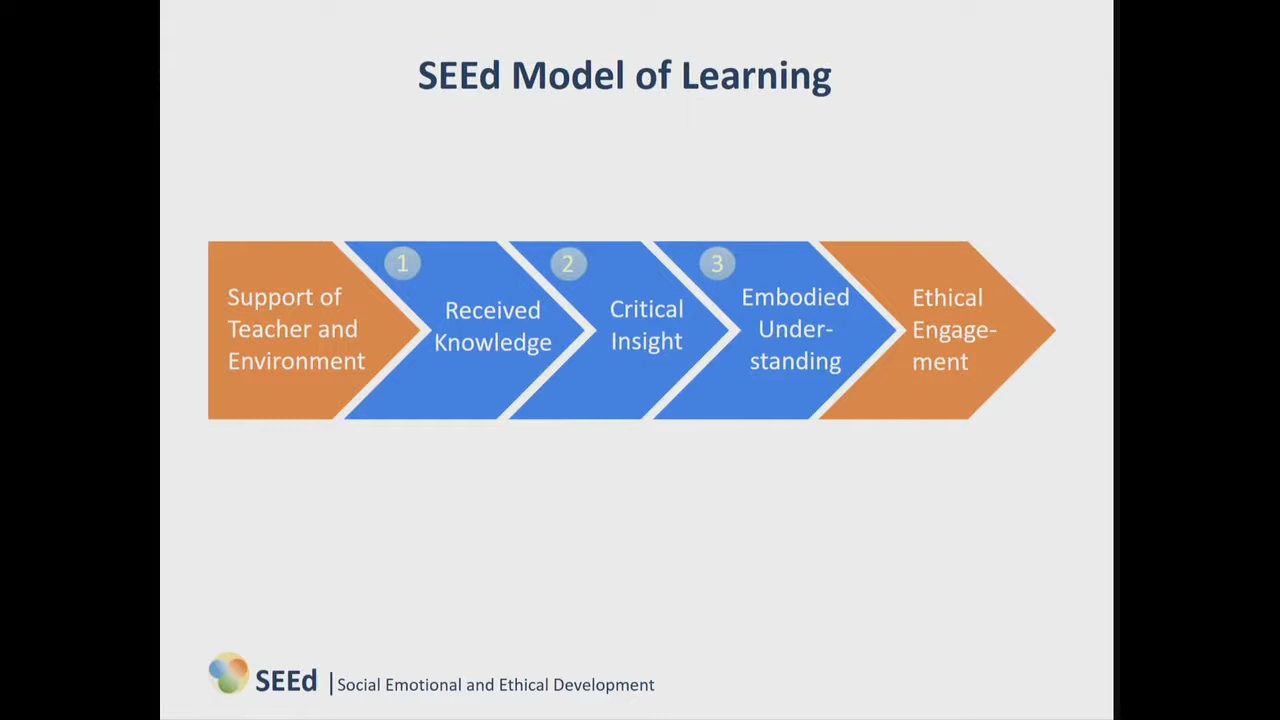 SEEd Model of Learning
Support of
Teacher and
Environment
1
Received
Knowledge
2
Critical
Insight
3
Embodied
Under-
standing
Ethical
Engage-
ment
SEEd | Social Emotional and Ethical Development